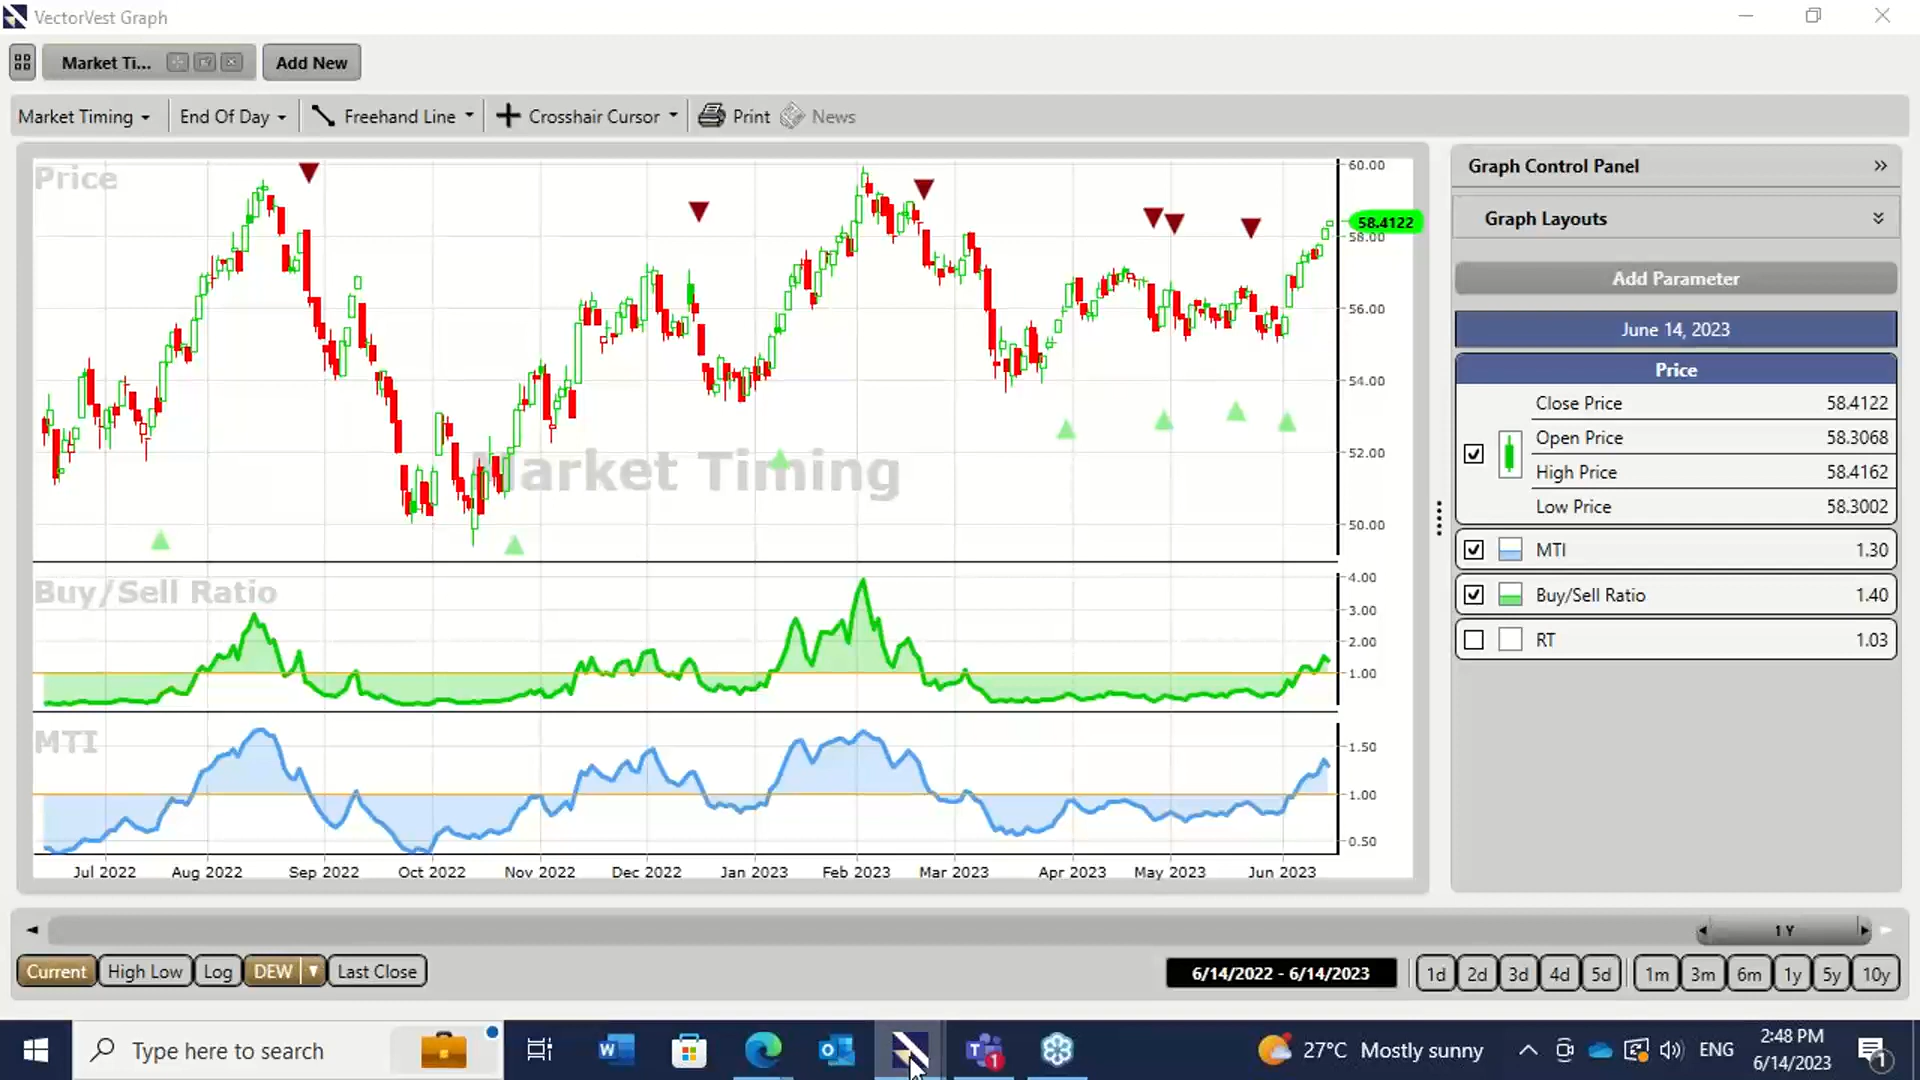 VectorVest Graph
Market Ti...
Add New
Market Timing
End Of Day
Freehand Line
Crosshair Cursor
Print
News
Price
60.00
58.4122
58.00
56.00
54.00
52.00
50.00
Market Timing
Buy/Sell Ratio
4.00
3.00
2.00
1.00
MTI
1.50
1.00
0.50
Jul 2022 Aug 2022 Sep 2022 Oct 2022 Nov 2022 Dec 2022 Jan 2023 Feb 2023 Mar 2023 Apr 2023 May 2023 Jun 2023
Graph Control Panel
Graph Layouts
Add Parameter
June 14, 2023
Price
Close Price 58.4122
Open Price 58.3068
High Price 58.4162
Low Price 58.3002
MTI 1.30
Buy/Sell Ratio 1.40
RT 1.03
1 Y
Current High Low Log DEW Last Close
6/14/2022 - 6/14/2023
1d 2d 3d 4d 5d 1m 3m 6m 1y 5y 10y
Type here to search
27°C Mostly sunny
ENG
2:48 PM
6/14/2023
1
1